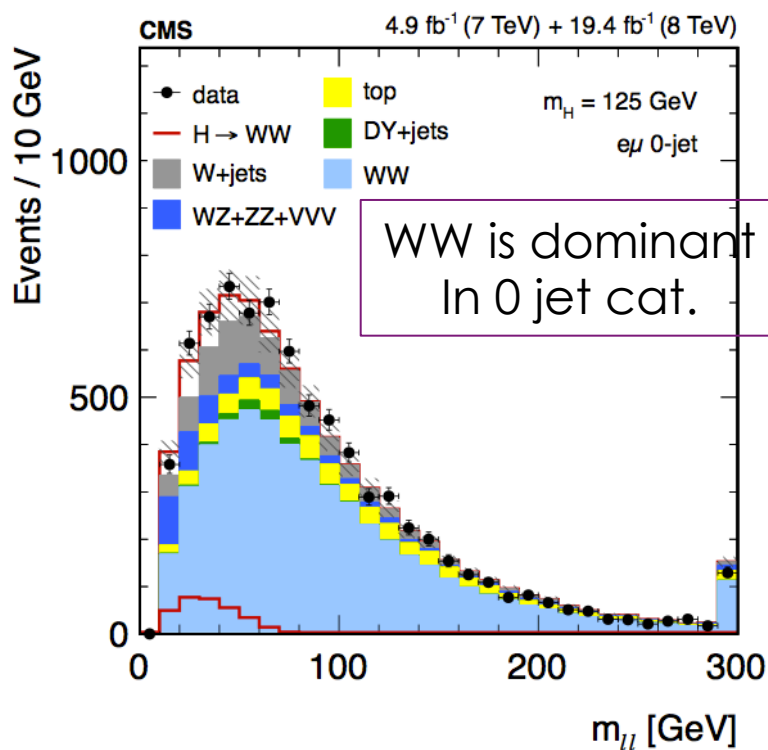 CMS 4.9 fb⁻¹ (7 TeV) + 19.4 fb⁻¹ (8 TeV)
Events / 10 GeV
data
H → WW
W+jets
WZ+ZZ+VVV
top
DY+jets
WW
m_H = 125 GeV
eμ 0-jet
WW is dominant
In 0 jet cat.
1000
500
0
0 100 200 300
m_ll [GeV]